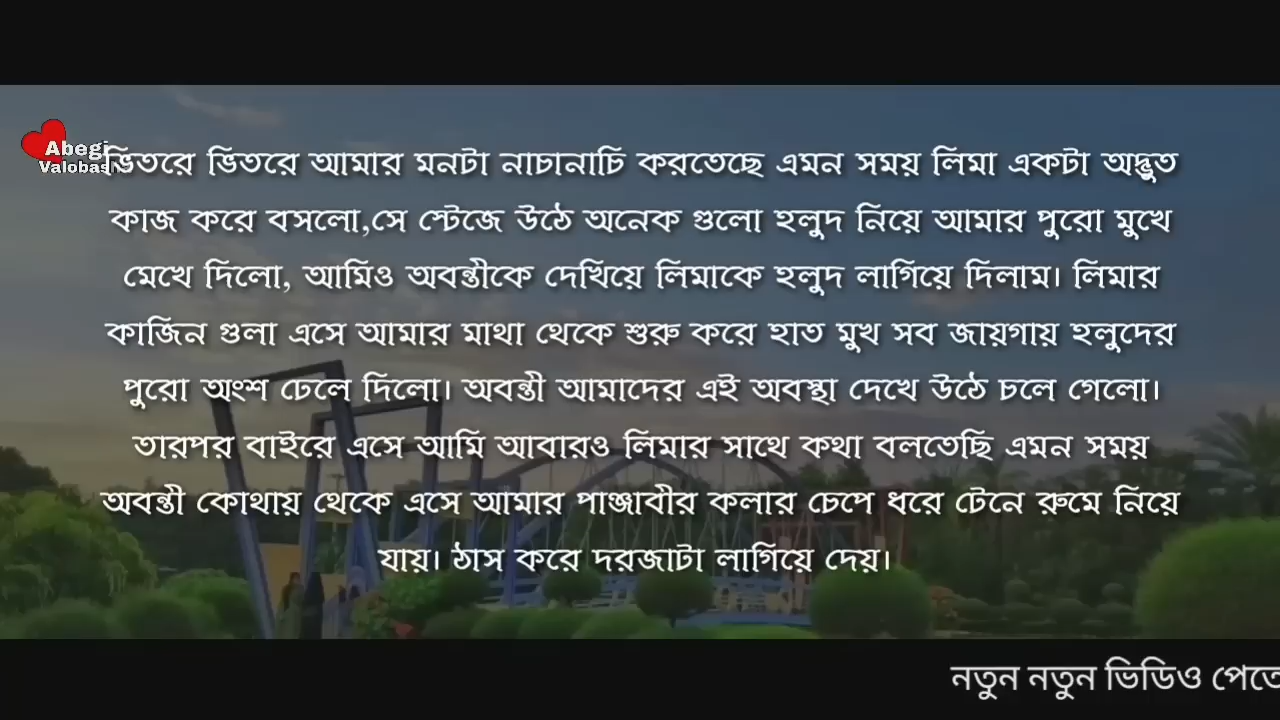 Abegi
Valobasa
ভিতরে ভিতরে আমার মনটা নাচানাচি করতেছে এমন সময় লিমা একটা অদ্ভুত
কাজ করে বসলো,সে স্টেজে উঠে অনেক গুলো হলুদ নিয়ে আমার পুরো মুখে
মেখে দিলো, আমিও অবন্তীকে দেখিয়ে লিমাকে হলুদ লাগিয়ে দিলাম। লিমার
কাজিন গুলা এসে আমার মাথা থেকে শুরু করে হাত মুখ সব জায়গায় হলুদের
পুরো অংশ ঢেলে দিলো। অবন্তী আমাদের এই অবস্থা দেখে উঠে চলে গেলো।
তারপর বাইরে এসে আমি আবারও লিমার সাথে কথা বলতেছি এমন সময়
অবন্তী কোথায় থেকে এসে আমার পাঞ্জাবীর কলার চেপে ধরে টেনে রুমে নিয়ে
যায়। ঠাস করে দরজাটা লাগিয়ে দেয়।
নতুন নতুন ভিডিও পেতে